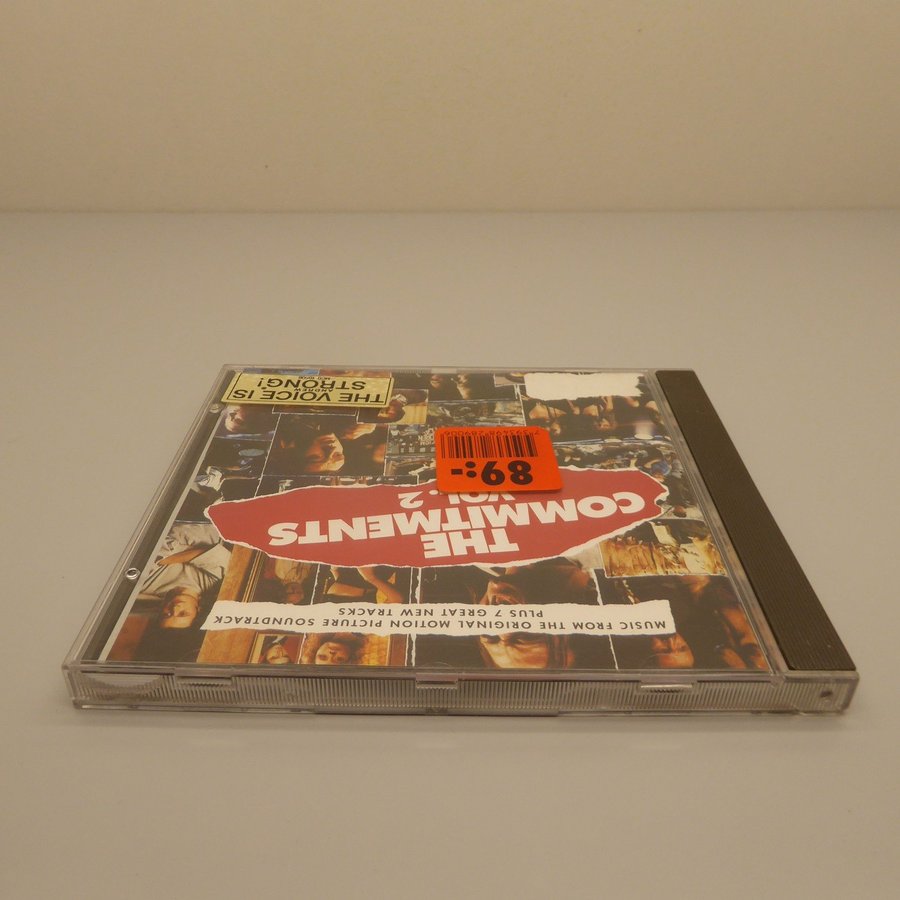 MUSIC FROM THE ORIGINAL MOTION PICTURE SOUNDTRACK
PLUS 7 GREAT NEW TRACKS
THE
COMMITMENTS
VOL. 2
89:-
THE VOICE IS
ANDREW
STRONG!